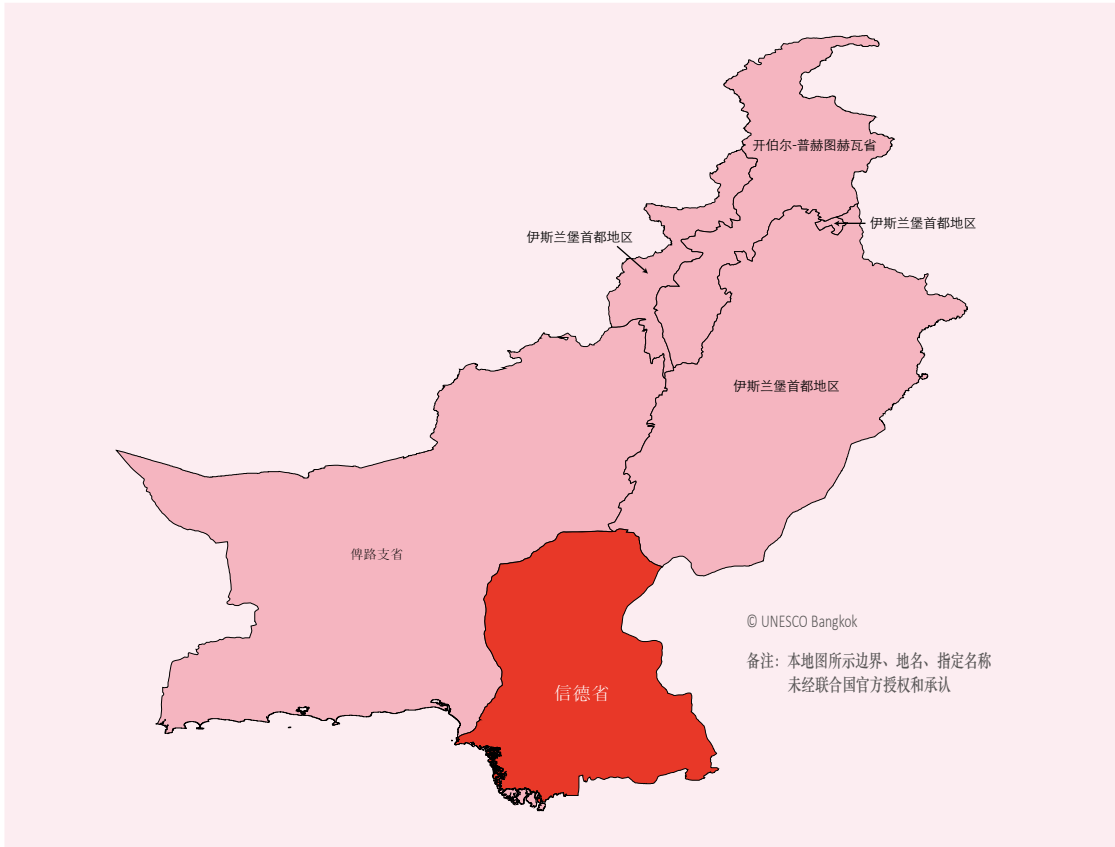 开伯尔-普赫图赫瓦省
伊斯兰堡首都地区
伊斯兰堡首都地区
伊斯兰堡首都地区
俾路支省
信德省
© UNESCO Bangkok
备注：本地图所示边界、地名、指定名称
未经联合国官方授权和承认